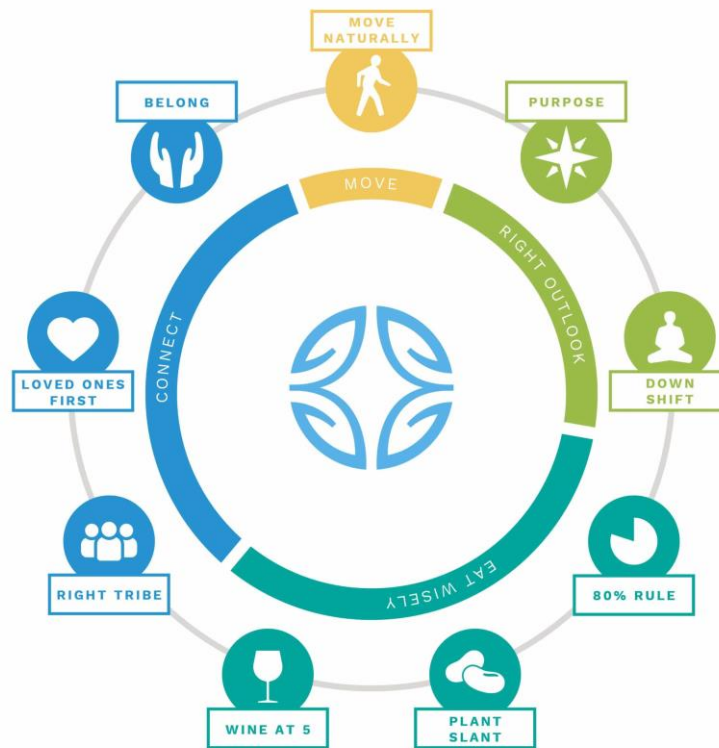 MOVE
NATURALLY
BELONG
PURPOSE
MOVE
RIGHT OUTLOOK
CONNECT
LOVED ONES
FIRST
DOWN
SHIFT
RIGHT TRIBE
80% RULE
EAT WISELY
WINE AT 5
PLANT
SLANT